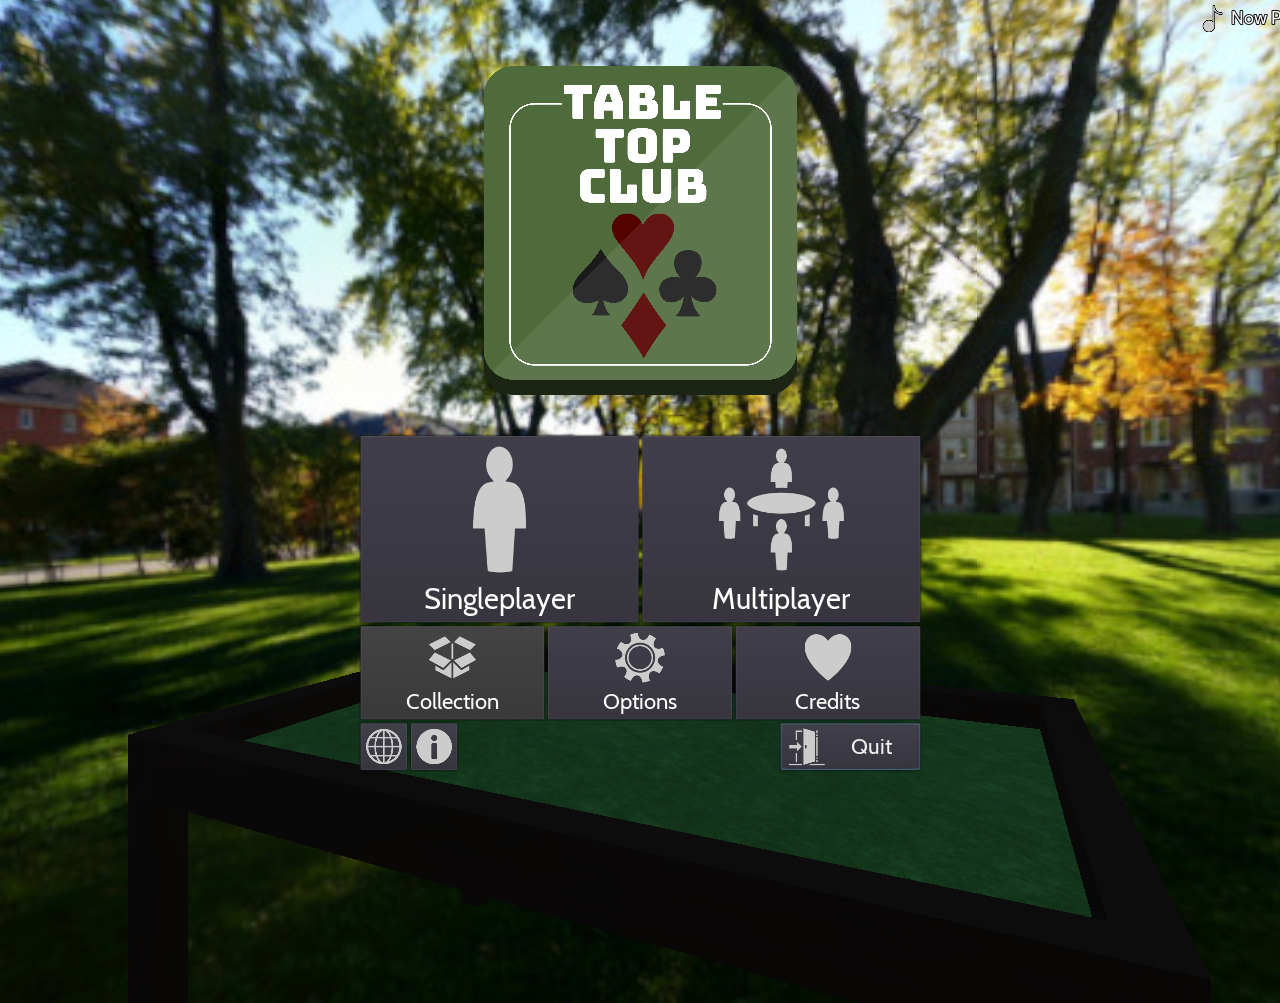 Now P
TABLE
TOP
CLUB
Singleplayer
Multiplayer
Collection
Options
Credits
Quit